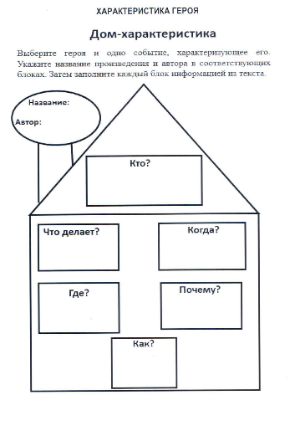 ХАРАКТЕРИСТИКА ГЕРОЯ
Дом-характеристика
Выберите героя и одно событие, характеризующее его.
Укажите название произведения и автора в соответствующих
блоках. Затем заполните каждый блок информацией из текста.
Название:
Автор:
Кто?
Что делает?
Когда?
Где?
Почему?
Как?